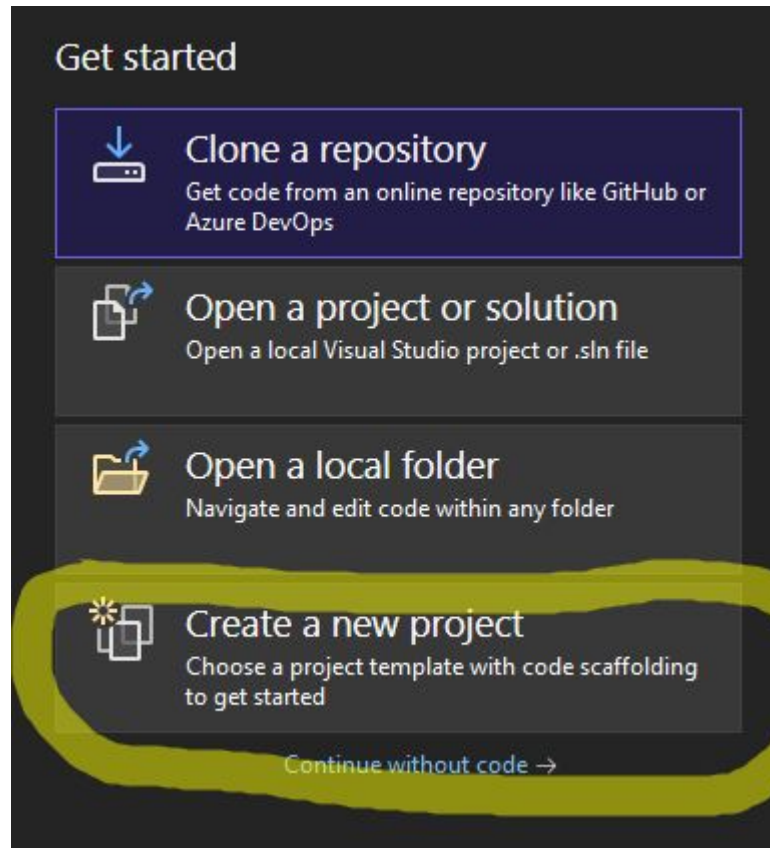 Get started
Clone a repository
Get code from an online repository like GitHub or
Azure DevOps
Open a project or solution
Open a local Visual Studio project or .sln file
Open a local folder
Navigate and edit code within any folder
Create a new project
Choose a project template with code scaffolding
to get started
Continue without code →